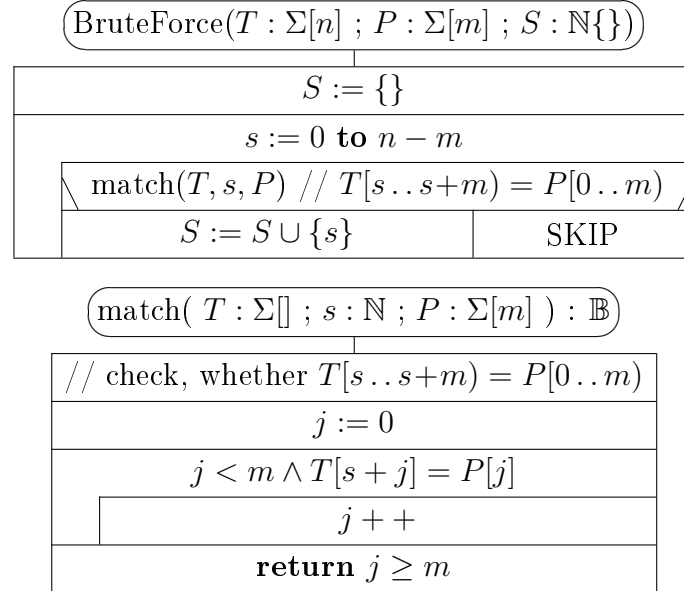 BruteForce(T : Σ[n] ; P : Σ[m] ; S : ℕ{})
S := {}
s := 0 to n − m
match(T, s, P) // T[s . . s+m) = P[0 . . m)
S := S ∪ {s} SKIP
match( T : Σ[] ; s : ℕ ; P : Σ[m] ) : 𝔹
// check, whether T[s . . s+m) = P[0 . . m)
j := 0
j < m ∧ T[s + j] = P[j]
j + +
return j ≥ m